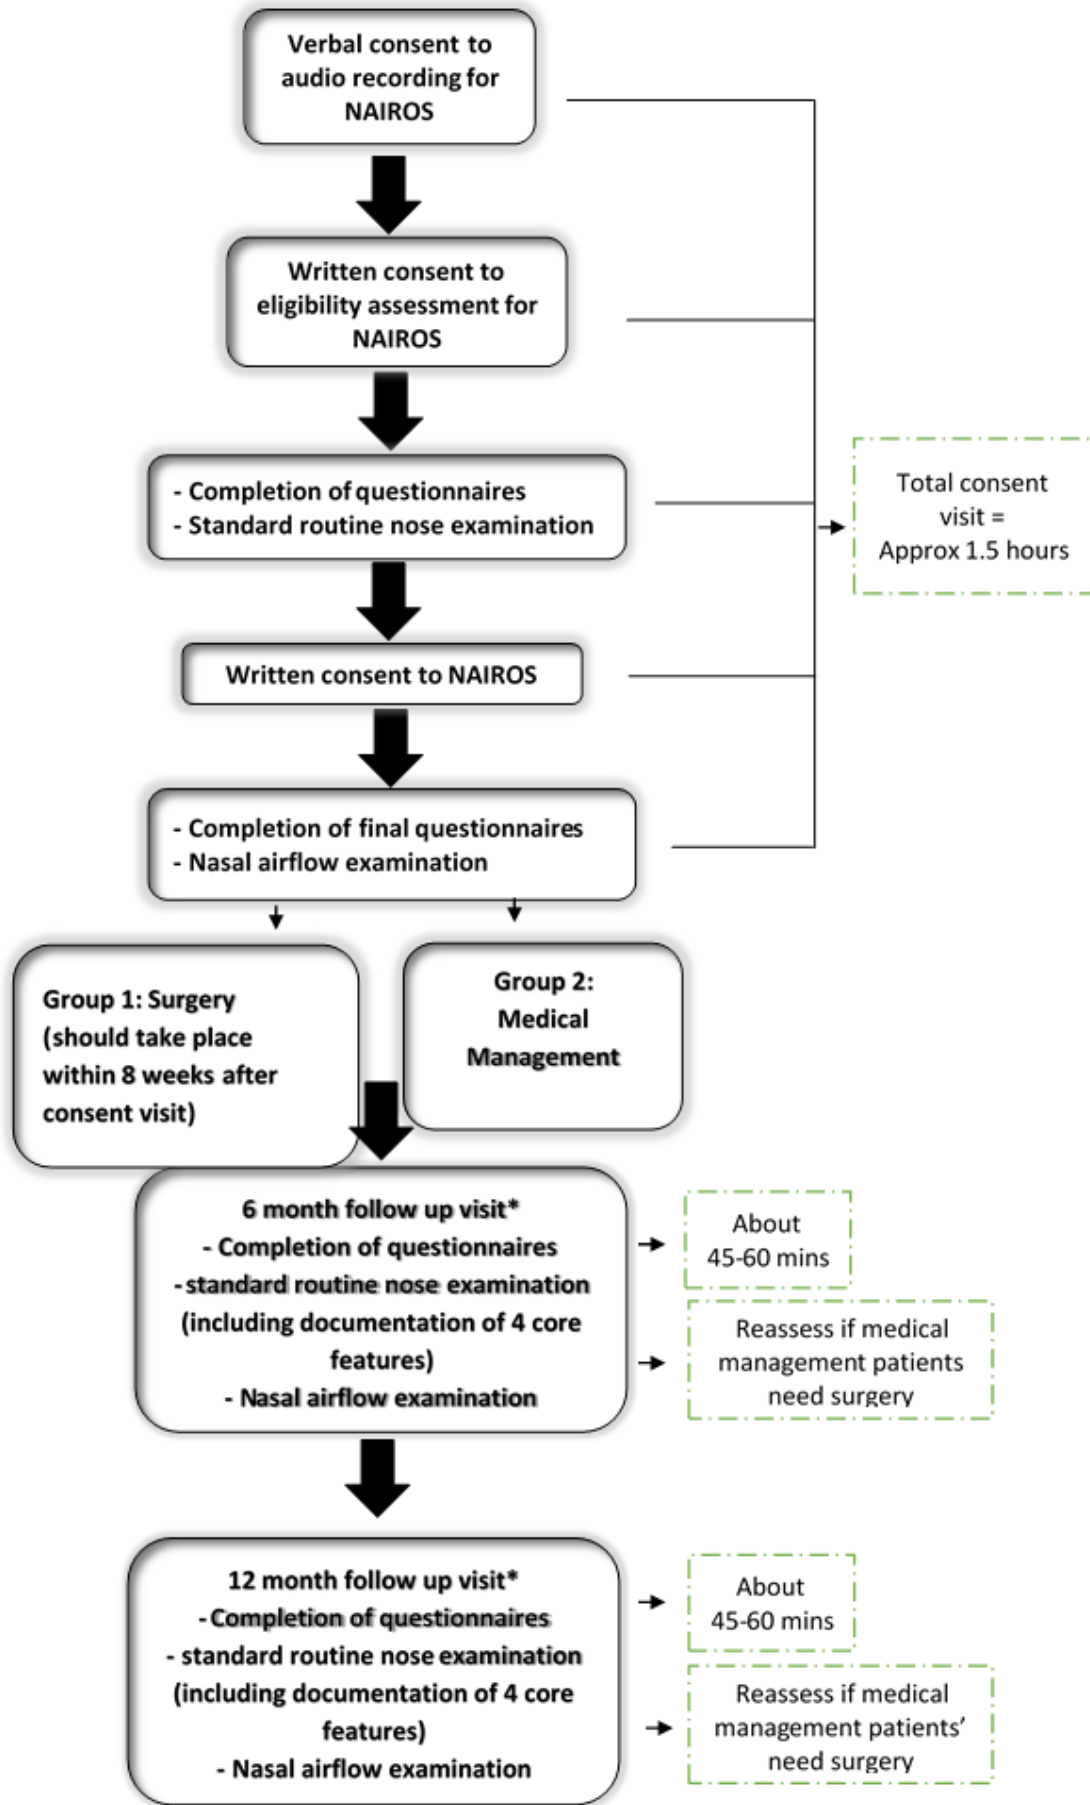 Verbal consent to
audio recording for
NAIROS
Written consent to
eligibility assessment for
NAIROS
- Completion of questionnaires
- Standard routine nose examination
Total consent
visit =
Approx 1.5 hours
Written consent to NAIROS
- Completion of final questionnaires
- Nasal airflow examination
Group 1: Surgery
(should take place
within 8 weeks after
consent visit)
Group 2:
Medical
Management
6 month follow up visit*
- Completion of questionnaires
- standard routine nose examination
(including documentation of 4 core
features)
- Nasal airflow examination
About
45-60 mins
Reassess if medical
management patients
need surgery
12 month follow up visit*
- Completion of questionnaires
- standard routine nose examination
(including documentation of 4 core
features)
- Nasal airflow examination
About
45-60 mins
Reassess if medical
management patients’
need surgery